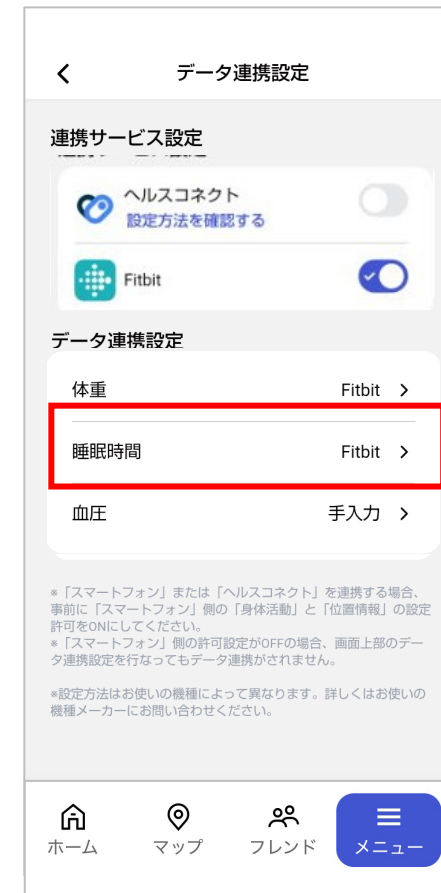 データ連携設定
連携サービス設定
ヘルスコネクト
設定方法を確認する
Fitbit
データ連携設定
体重 Fitbit
睡眠時間 Fitbit
血圧 手入力
※「スマートフォン」または「ヘルスコネクト」を連携する場合、
事前に「スマートフォン」側の「身体活動」と「位置情報」の設定
許可をONにしてください。
※「スマートフォン」側の許可設定がOFFの場合、画面上部のデー
タ連携設定を行なってもデータ連携がされません。
※設定方法はお使いの機種によって異なります。詳しくはお使いの
機種メーカーにお問い合わせください。
ホーム マップ フレンド メニュー